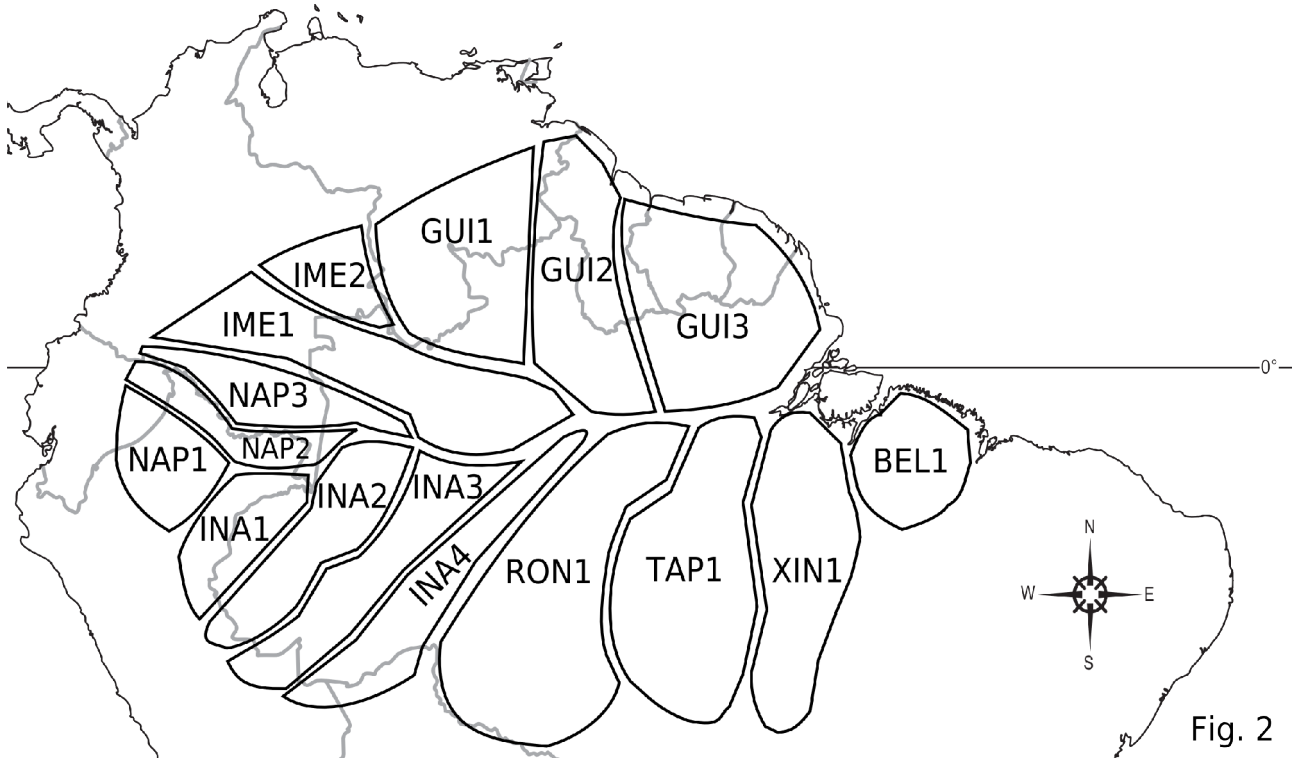 GUI1
IME2
GUI2
IME1
GUI3
0°
NAP3
NAP2
NAP1
BEL1
INA3
INA2
INA1
N
RON1
TAP1
XIN1
INA4
W
E
S
Fig. 2